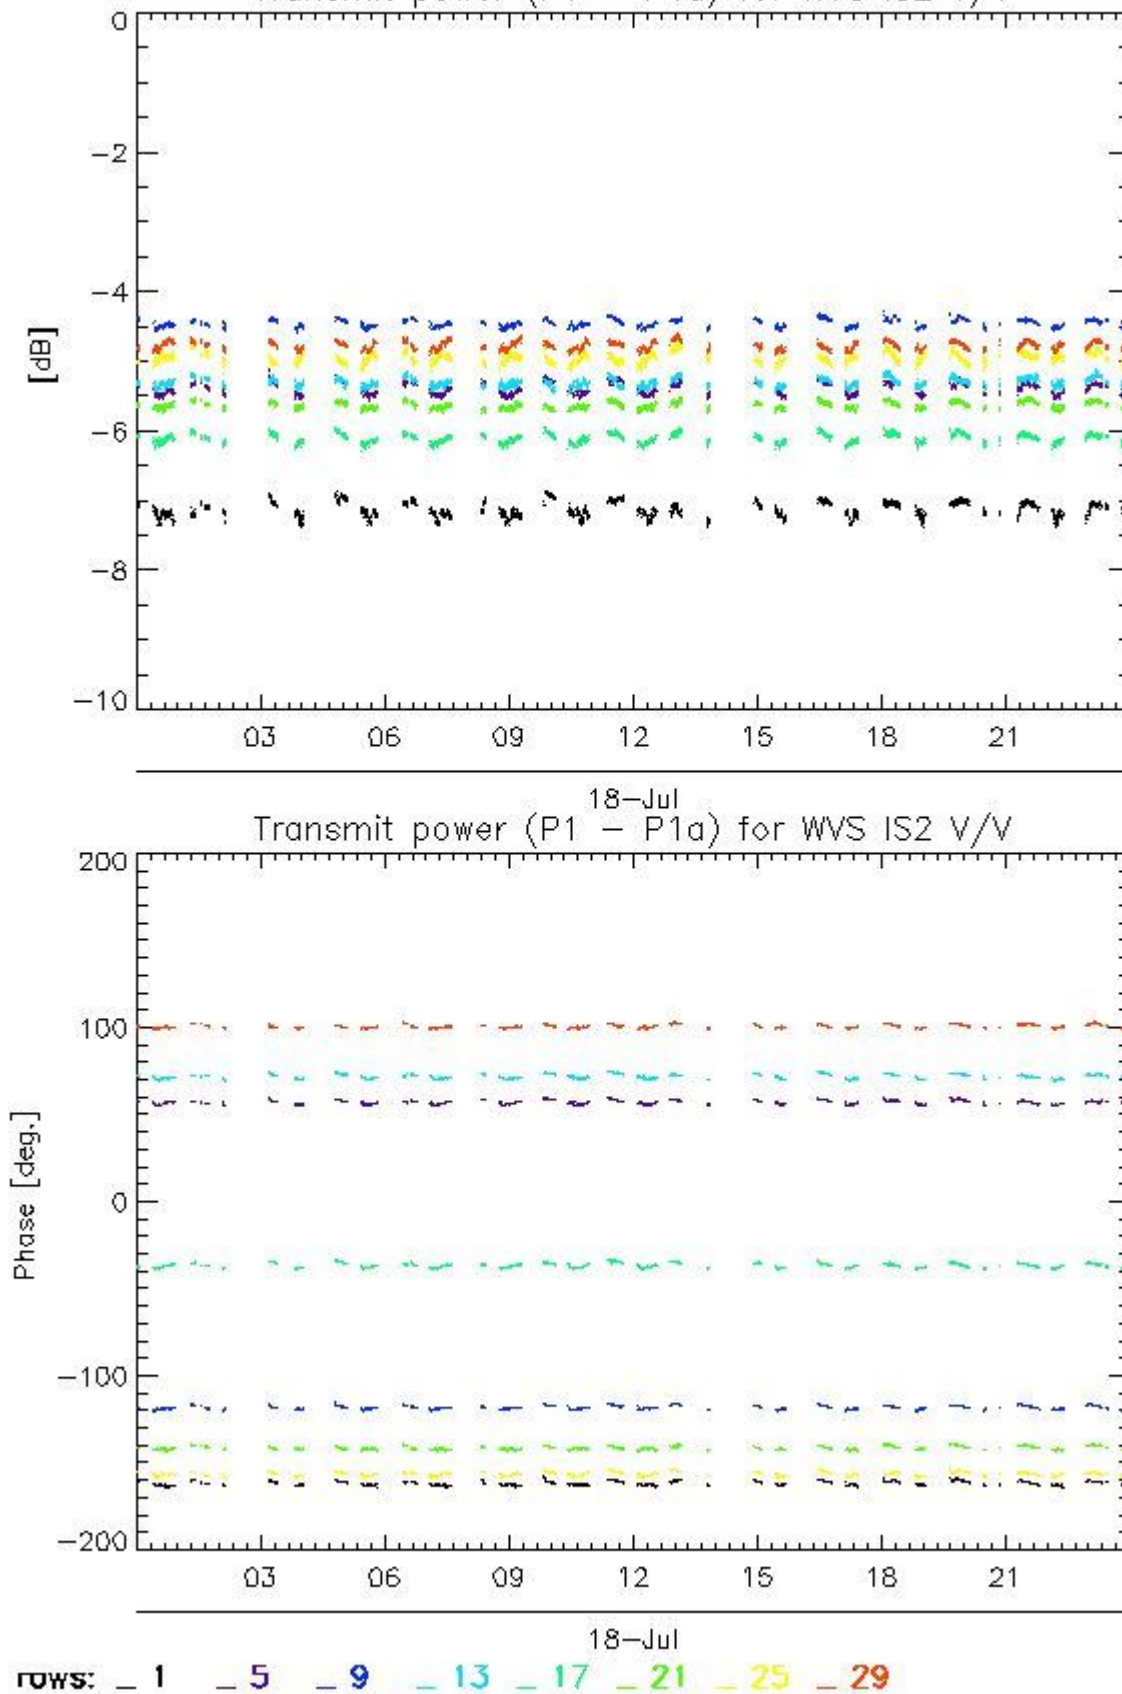 0
−2
−4
−6
−8
−10
[dB]
03 06 09 12 15 18 21
18−Jul
Transmit power (P1 − P1a) for WVS IS2 V/V
200
100
0
−100
−200
Phase [deg.]
03 06 09 12 15 18 21
18−Jul
rows: _ 1 _ 5 _ 9 _ 13 _ 17 _ 21 _ 25 _ 29